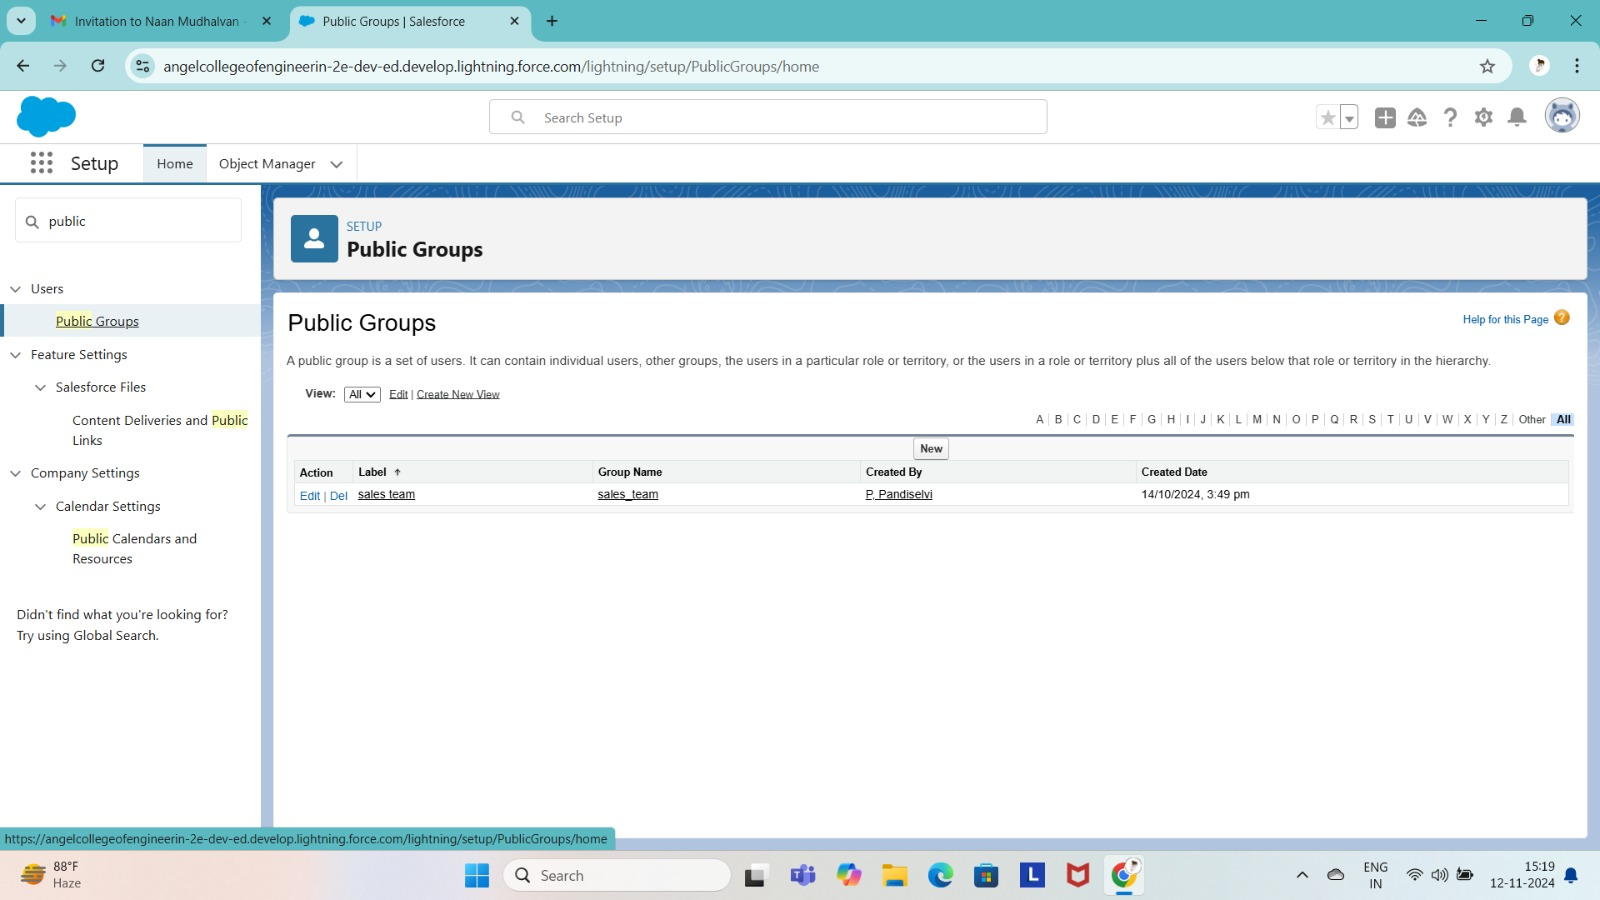 Invitation to Naan Mudhalvan
Public Groups | Salesforce
angelcollegeofengineerin-2e-dev-ed.develop.lightning.force.com/lightning/setup/PublicGroups/home
Search Setup
Setup
Home
Object Manager
public
SETUP
Public Groups
Users
Public Groups
Feature Settings
Salesforce Files
Content Deliveries and Public
Links
Company Settings
Calendar Settings
Public Calendars and
Resources
Didn't find what you're looking for?
Try using Global Search.
Public Groups
Help for this Page
A public group is a set of users. It can contain individual users, other groups, the users in a particular role or territory, or the users in a role or territory plus all of the users below that role or territory in the hierarchy.
View: All Edit | Create New View
A | B | C | D | E | F | G | H | I | J | K | L | M | N | O | P | Q | R | S | T | U | V | W | X | Y | Z | Other | All
New
Action Label Group Name Created By Created Date
Edit | Del sales team sales_team P, Pandiselvi 14/10/2024, 3:49 pm
https://angelcollegeofengineerin-2e-dev-ed.develop.lightning.force.com/lightning/setup/PublicGroups/home
88°F
Haze
Search
L
ENG
IN
15:19
12-11-2024